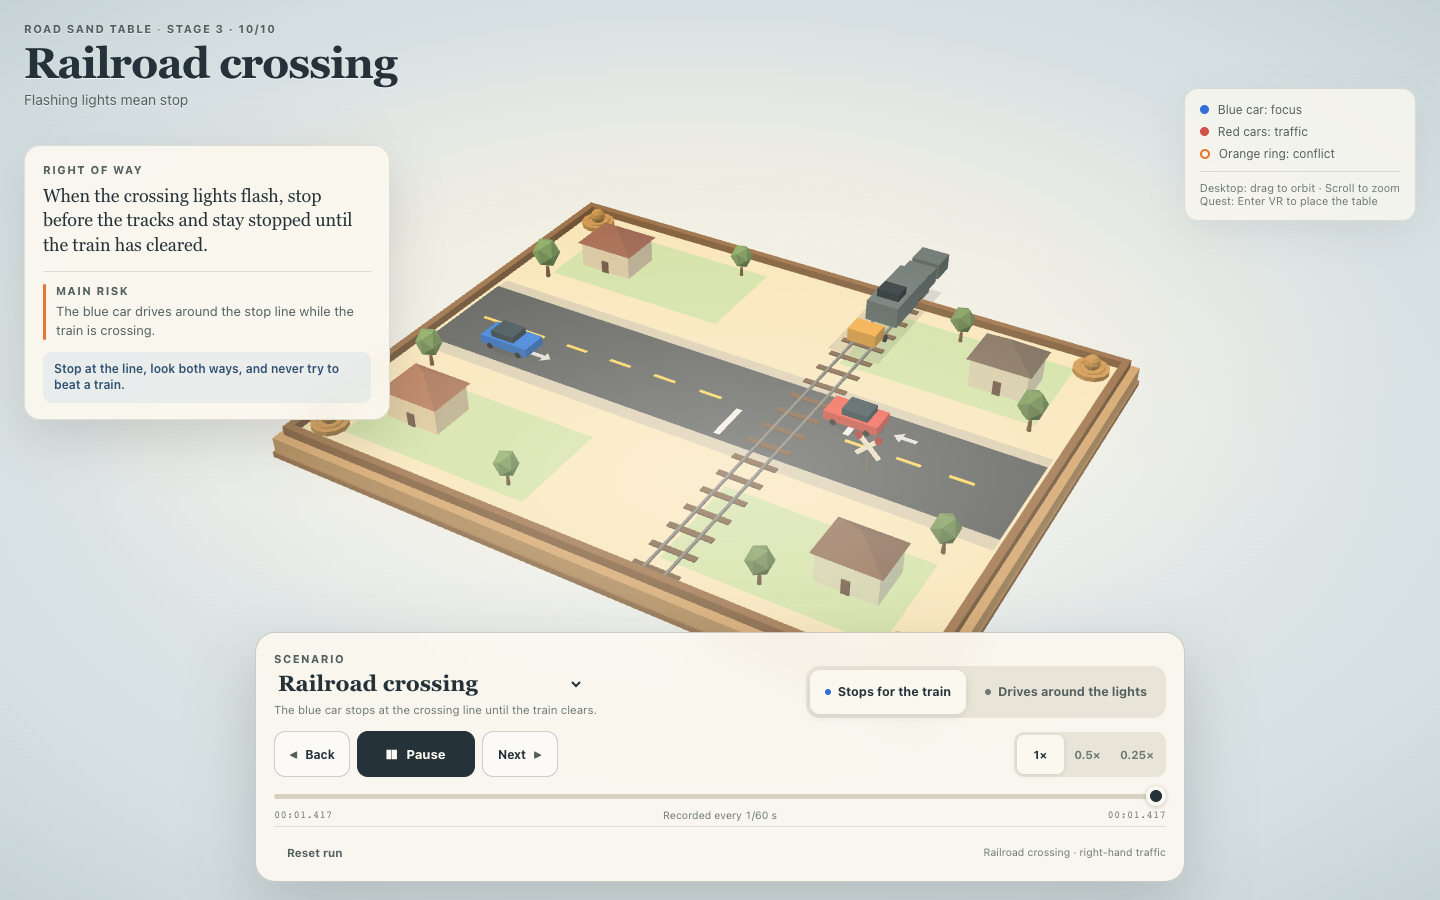 ROAD SAND TABLE · STAGE 3 · 10/10
Railroad crossing
Flashing lights mean stop
RIGHT OF WAY
When the crossing lights flash, stop
before the tracks and stay stopped until
the train has cleared.
MAIN RISK
The blue car drives around the stop line while the
train is crossing.
Stop at the line, look both ways, and never try to
beat a train.
Blue car: focus
Red cars: traffic
Orange ring: conflict
Desktop: drag to orbit · Scroll to zoom
Quest: Enter VR to place the table
SCENARIO
Railroad crossing
The blue car stops at the crossing line until the train clears.
Stops for the train
Drives around the lights
Back
Pause
Next
1×
0.5×
0.25×
00:01.417
Recorded every 1/60 s
00:01.417
Reset run
Railroad crossing · right-hand traffic